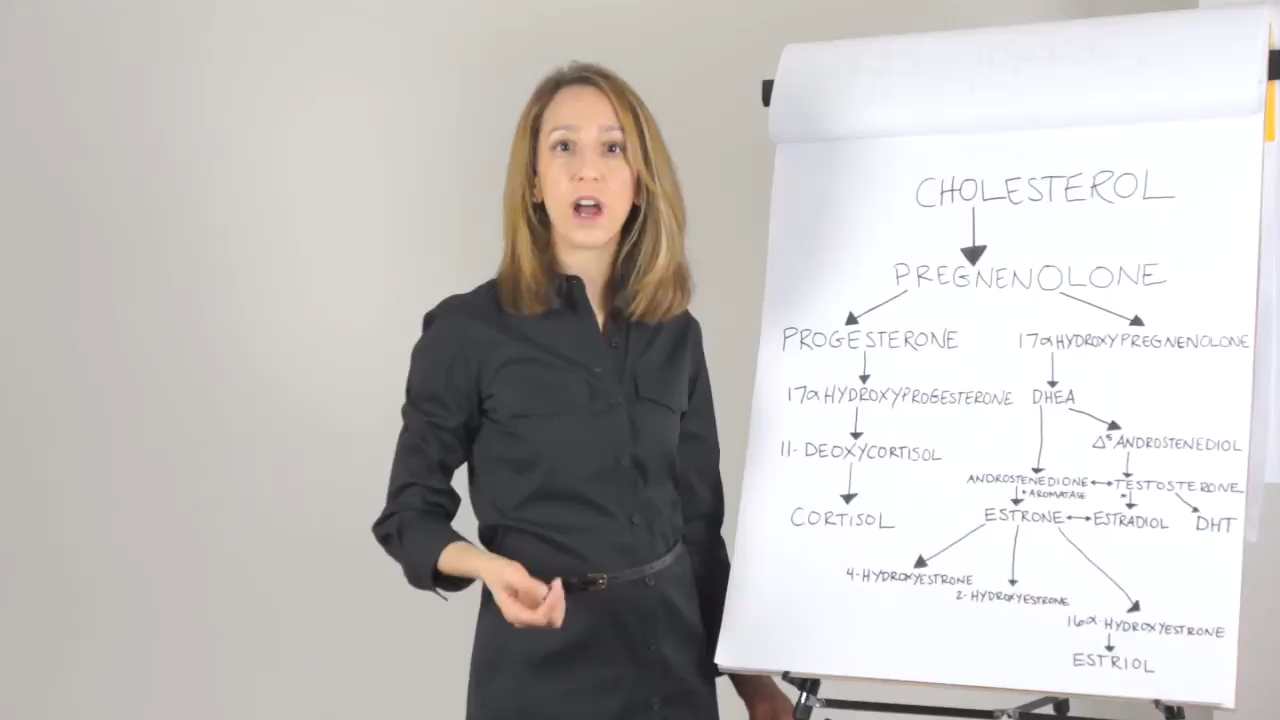 CHOLESTEROL
PREGNENOLONE
PROGESTERONE 17α HYDROXYPREGNENOLONE
17α HYDROXYPROGESTERONE DHEA
Δ⁵ ANDROSTENEDIOL
11- DEOXYCORTISOL
ANDROSTENEDIONE TESTOSTERONE
* AROMATASE *
CORTISOL ESTRONE ESTRADIOL DHT
4-HYDROXYESTRONE
2-HYDROXYESTRONE
16α-HYDROXYESTRONE
ESTRIOL